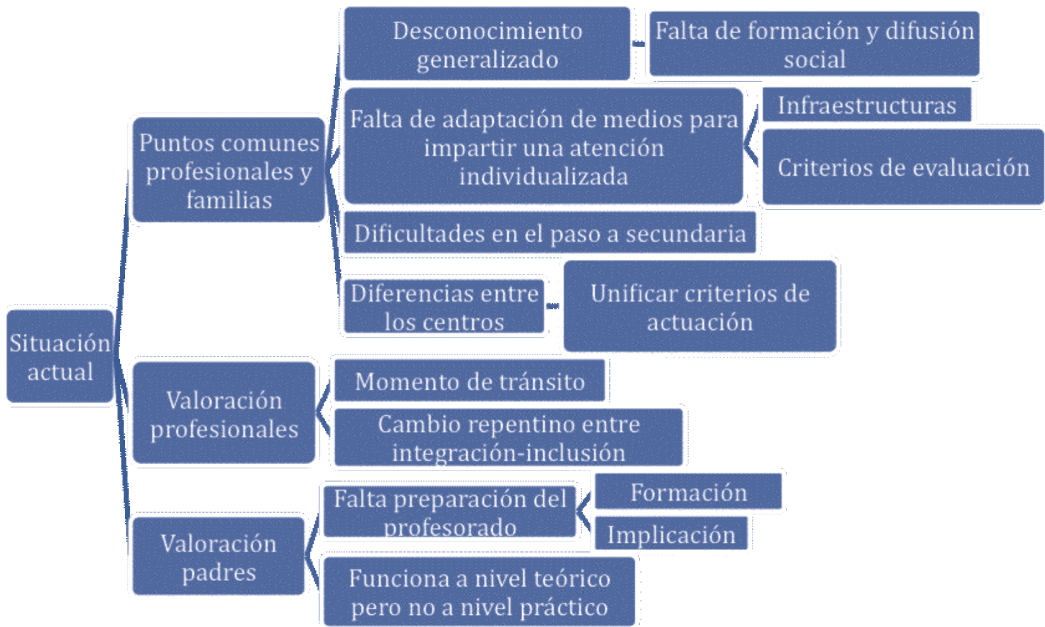 Desconocimiento
generalizado
Falta de formación y difusión
social
Falta de adaptación de medios para
impartir una atención
individualizada
Infraestructuras
Criterios de evaluación
Puntos comunes
profesionales y
familias
Dificultades en el paso a secundaria
Diferencias entre
los centros
Unificar criterios de
actuación
Situación
actual
Valoración
profesionales
Momento de tránsito
Cambio repentino entre
integración-inclusión
Valoración
padres
Falta preparación del
profesorado
Formación
Implicación
Funciona a nivel teórico
pero no a nivel práctico